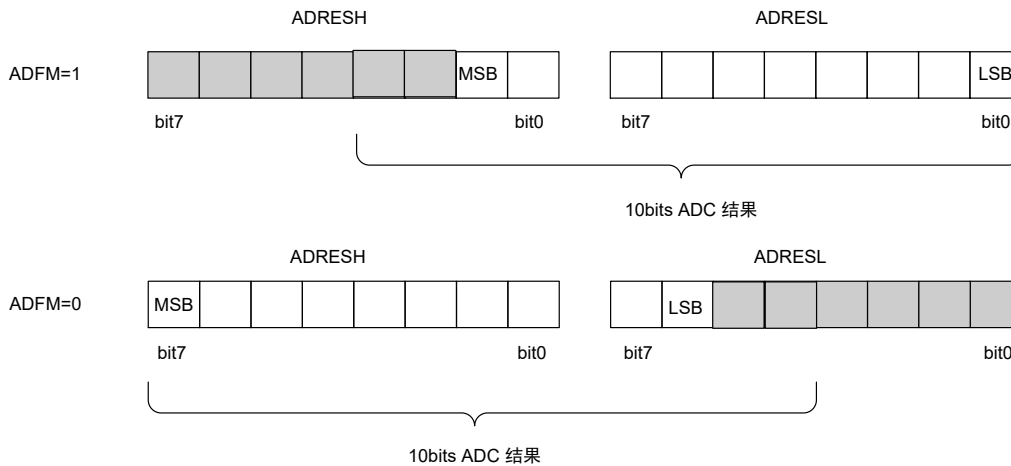 ADRESH ADRESL
ADFM=1 MSB LSB
bit7 bit0 bit7 bit0
10bits ADC 结果
ADRESH ADRESL
ADFM=0 MSB LSB
bit7 bit0 bit7 bit0
10bits ADC 结果